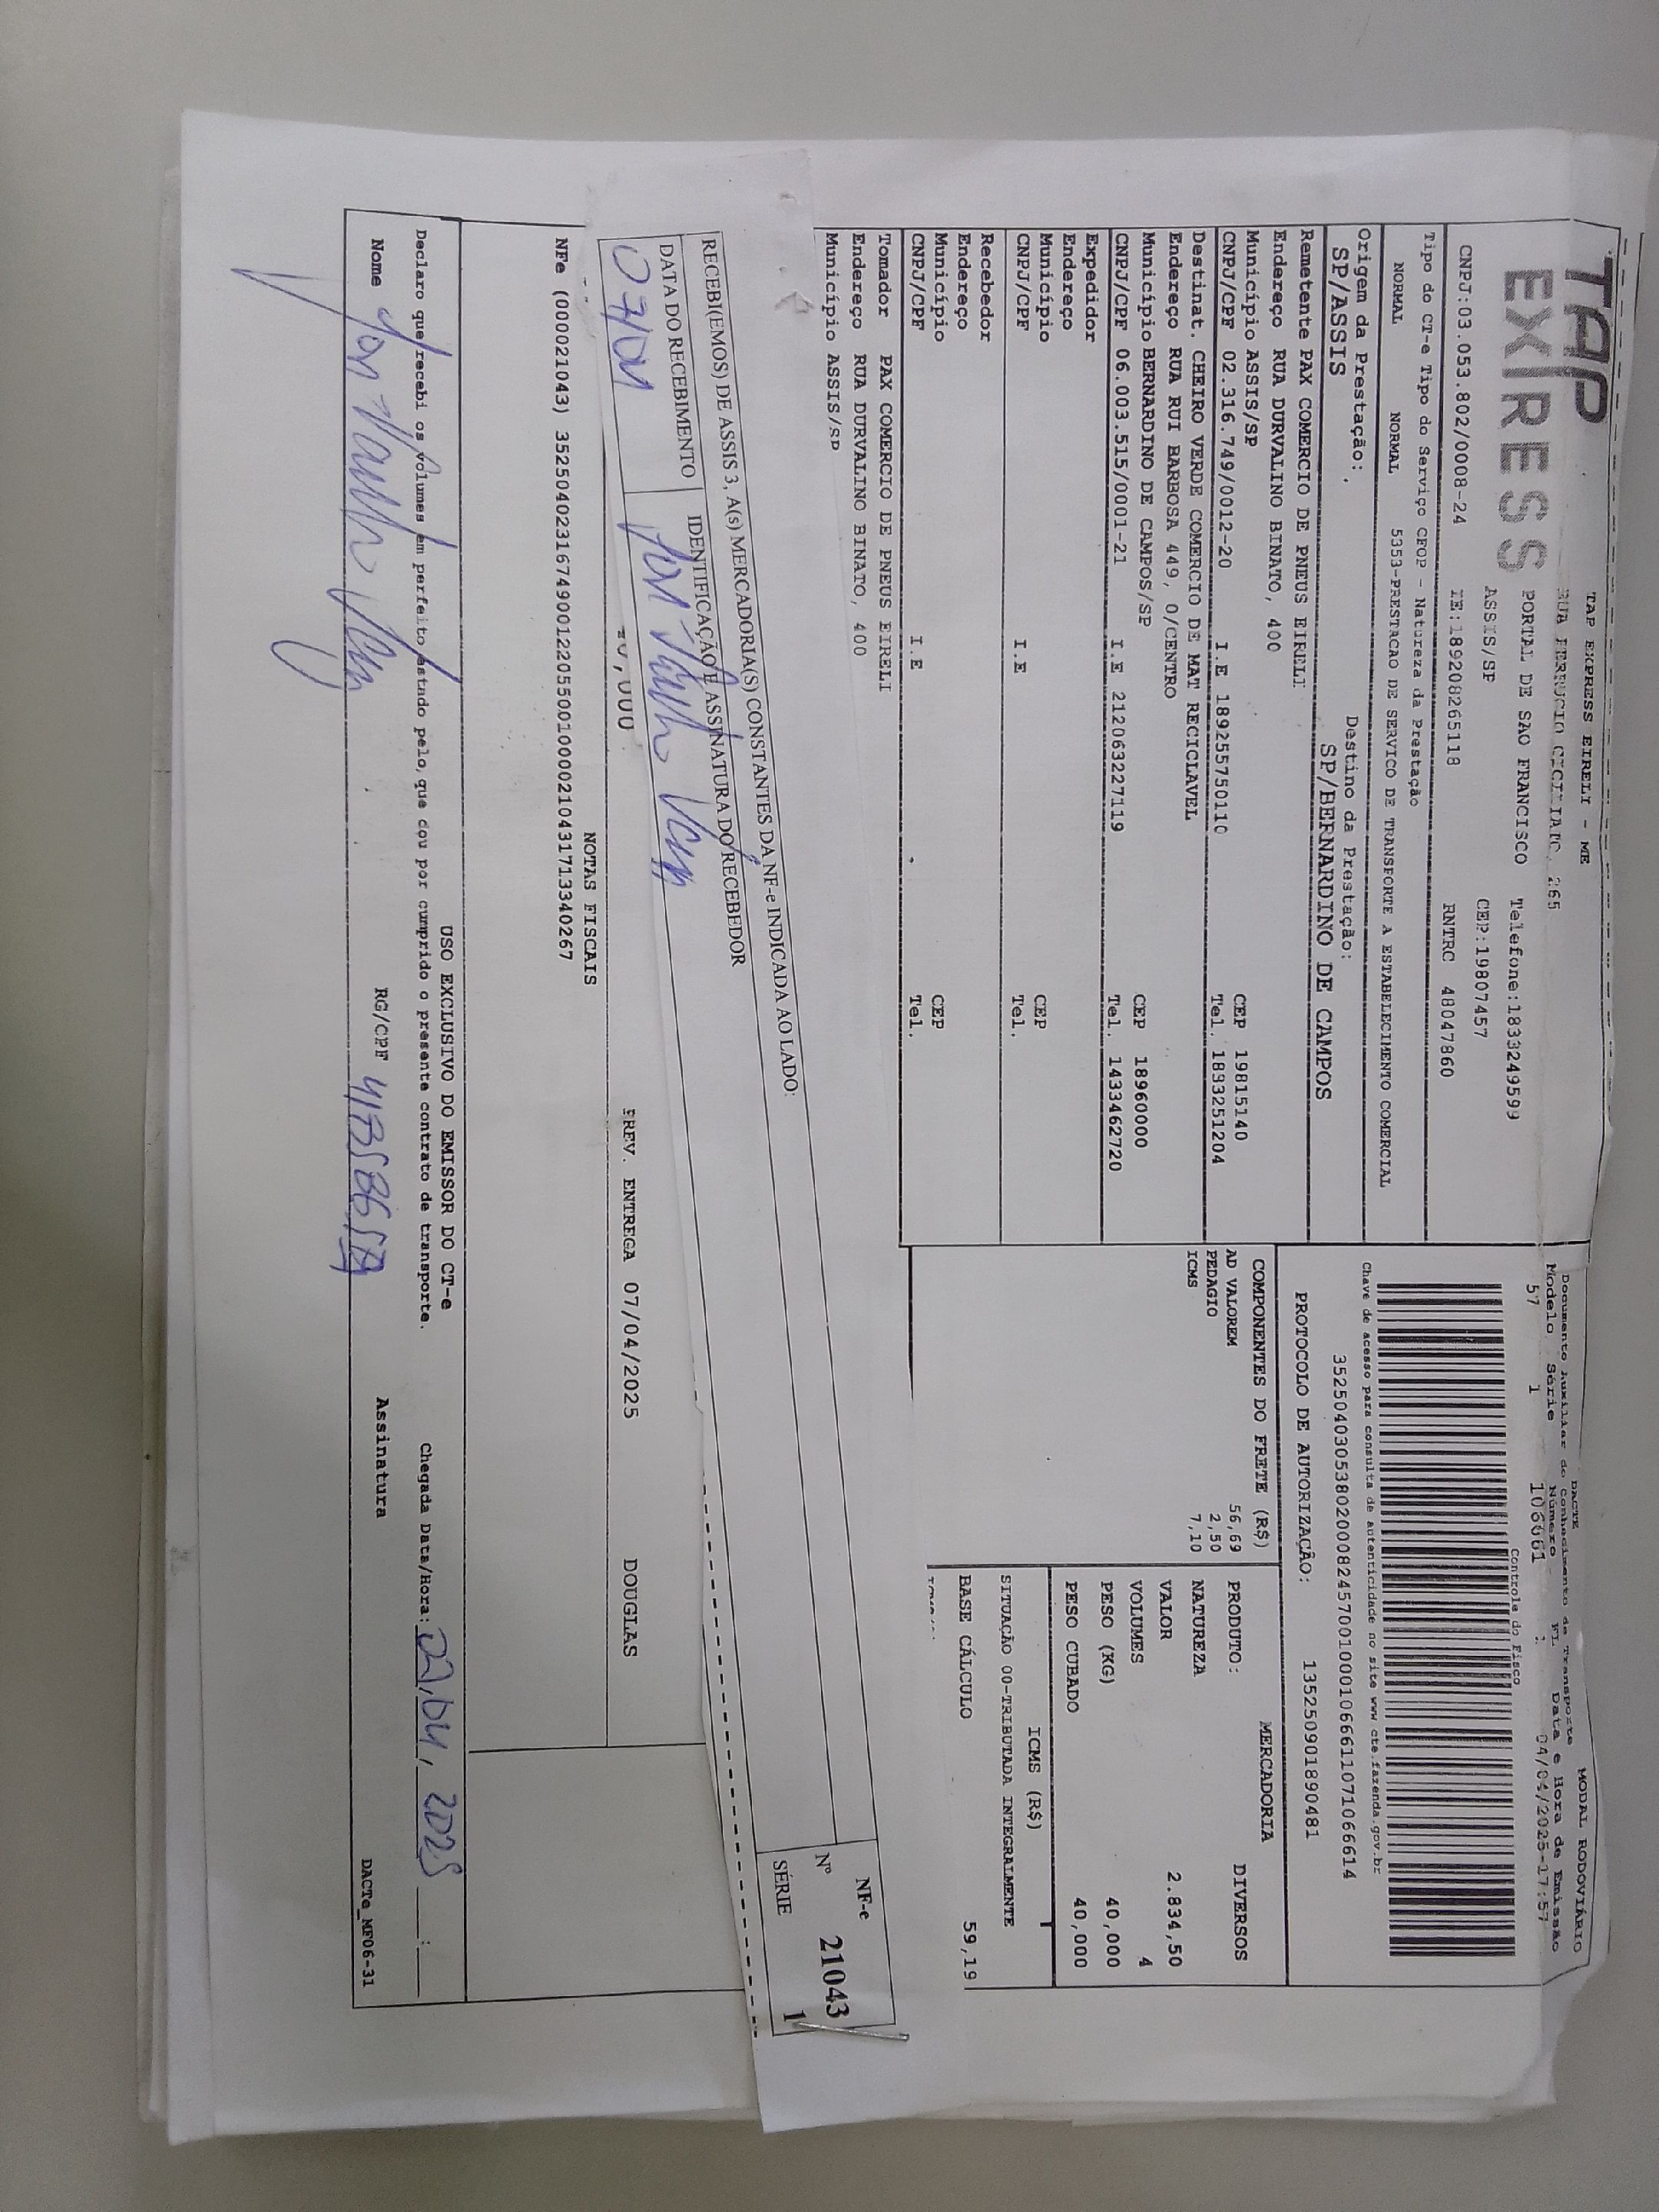 TAP
EXPRESS
TAP EXPRESS EIRELI - ME
RUA FERRUCIO CICILIANO, 265
PORTAL DE SAO FRANCISCO Telefone:1833249599
ASSIS/SP CEP:19807457
CNPJ:03.053.802/0008-24 IE:189208265118 RNTRC 48047860
Tipo do CT-e Tipo do Serviço CFOP - Natureza da Prestação
NORMAL NORMAL 5353-PRESTACAO DE SERVICO DE TRANSPORTE A ESTABELECIMENTO COMERCIAL
Origem da Prestação: Destino da Prestação:
SP/ASSIS SP/BERNARDINO DE CAMPOS
Remetente PAX COMERCIO DE PNEUS EIRELI
Endereço RUA DURVALINO BINATO, 400
Município ASSIS/SP CEP 19815140
CNPJ/CPF 02.316.749/0012-20 I.E 189255750110 Tel. 1833251204
Destinat. CHEIRO VERDE COMERCIO DE MAT RECICLAVEL
Endereço RUA RUI BARBOSA 449, 0/CENTRO
Município BERNARDINO DE CAMPOS/SP CEP 18960000
CNPJ/CPF 06.003.515/0001-21 I.E 212063227119 Tel. 1433462720
Expedidor
Endereço
Município CEP
CNPJ/CPF I.E Tel.
Recebedor
Endereço
Município CEP
CNPJ/CPF I.E Tel.
Tomador PAX COMERCIO DE PNEUS EIRELI
Endereço RUA DURVALINO BINATO, 400
Município ASSIS/SP
DACTE MODAL RODOVIÁRIO
Documento Auxiliar do Conhecimento de Transporte
Modelo Série Número FL Data e Hora de Emissão
57 1 106661 04/04/2025-17:57
Controle do Fisco
Chave de acesso para consulta de autenticidade no site www cte.fazenda.gov.br
35250403053802000824570010001066611071066614
PROTOCOLO DE AUTORIZAÇÃO: 135250901890481
COMPONENTES DO FRETE (R$)
AD VALOREM 56,69
PEDAGIO 2,50
ICMS 7,10
MERCADORIA
PRODUTO: DIVERSOS
NATUREZA
VALOR 2.834,50
VOLUMES 4
PESO (KG) 40,000
PESO CUBADO 40,000
ICMS (R$)
SITUAÇÃO 00-TRIBUTADA INTEGRALMENTE
BASE CÁLCULO 59,19
RECEBI(EMOS) DE ASSIS 3, A(s) MERCADORIA(S) CONSTANTES DA NF-e INDICADA AO LADO:
DATA DO RECEBIMENTO IDENTIFICAÇÃO E ASSINATURA DO RECEBEDOR
07/04
NF-e
Nº 21043
SÉRIE 1
PREV. ENTREGA 07/04/2025 DOUGLAS
NOTAS FISCAIS
NFe (000021043) 35250402316749001220550010000210431713340267
USO EXCLUSIVO DO EMISSOR DO CT-e
Declaro que recebi os volumes em perfeito estado pelo, que dou por cumprido o presente contrato de transporte. Chegada Data/Hora:
Nome RG/CPF Assinatura
DACTe_MF06-31